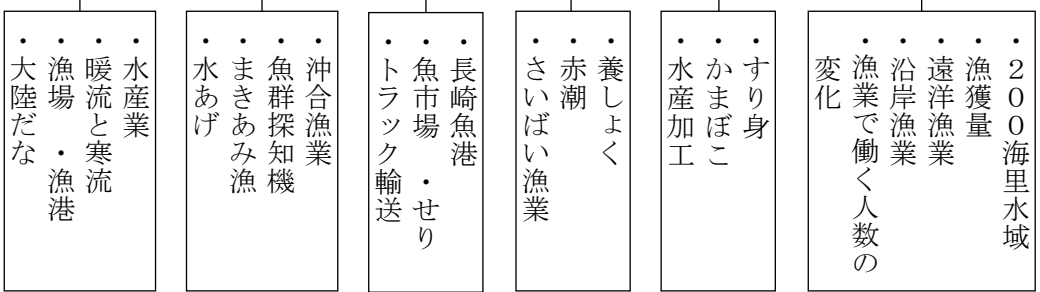 ・２００海里水域
・漁獲量
・遠洋漁業
・沿岸漁業
・漁業で働く人数の
変化
・すり身
・かまぼこ
・水産加工
・養しょく
・赤潮
・さいばい漁業
・長崎魚港
・魚市場 ・せり
・トラック輸送
・沖合漁業
・魚群探知機
・まきあみ漁
・水あげ
・水産業
・暖流と寒流
・漁場 ・漁港
・大陸だな